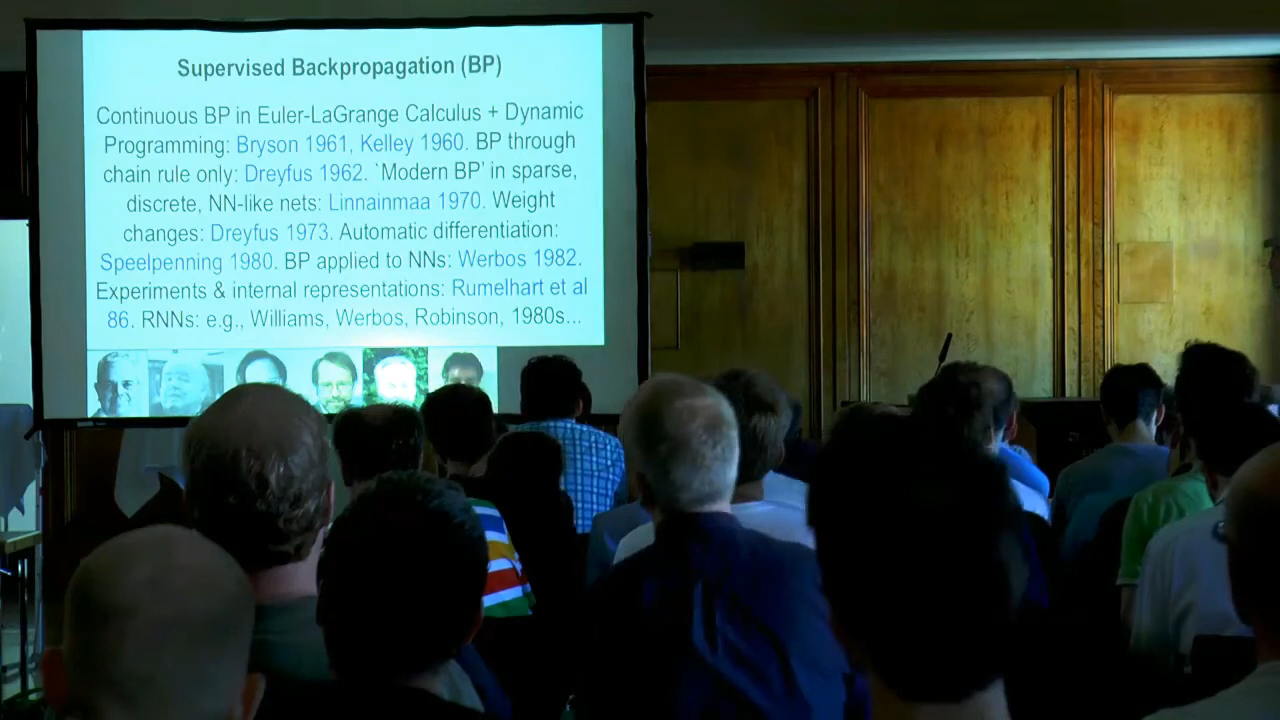 Supervised Backpropagation (BP)
Continuous BP in Euler-LaGrange Calculus + Dynamic
Programming: Bryson 1961, Kelley 1960. BP through
chain rule only: Dreyfus 1962. `Modern BP' in sparse,
discrete, NN-like nets: Linnainmaa 1970. Weight
changes: Dreyfus 1973. Automatic differentiation:
Speelpenning 1980. BP applied to NNs: Werbos 1982.
Experiments & internal representations: Rumelhart et al
86. RNNs: e.g., Williams, Werbos, Robinson, 1980s...